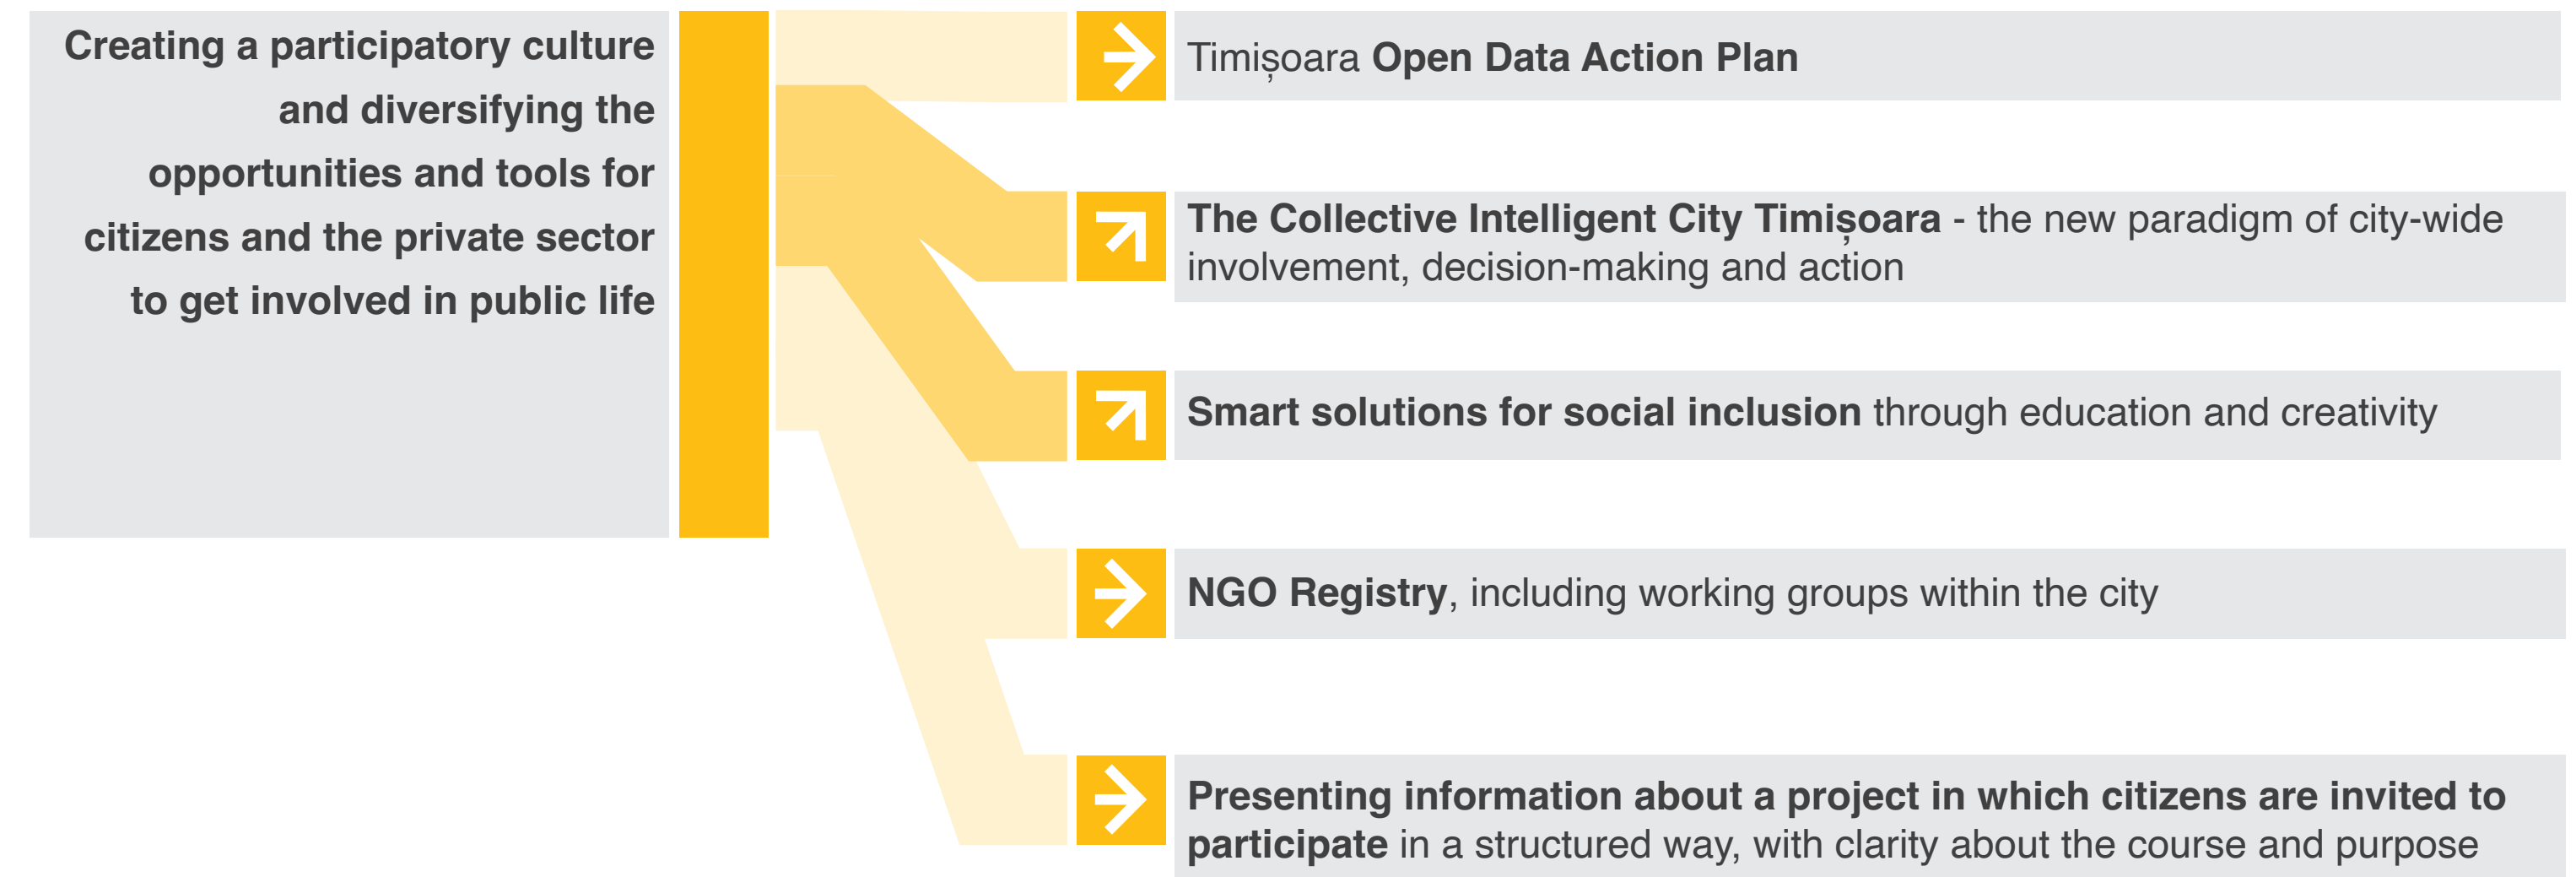 Creating a participatory culture
and diversifying the
opportunities and tools for
citizens and the private sector
to get involved in public life
Timișoara Open Data Action Plan
The Collective Intelligent City Timișoara - the new paradigm of city-wide
involvement, decision-making and action
Smart solutions for social inclusion through education and creativity
NGO Registry, including working groups within the city
Presenting information about a project in which citizens are invited to
participate in a structured way, with clarity about the course and purpose